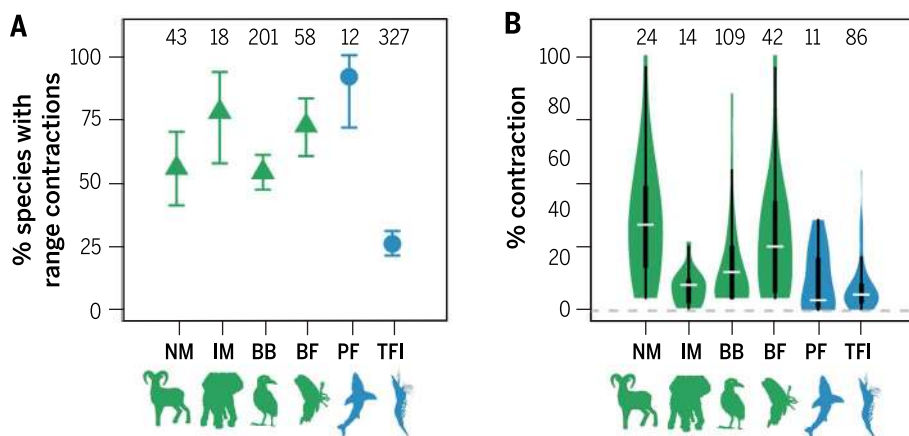 A
43 18 201 58 12 327
% species with
range contractions
100
75
50
25
0
NM IM BB BF PF TFI
B
24 14 109 42 11 86
% contraction
100
80
60
40
20
0
NM IM BB BF PF TFI